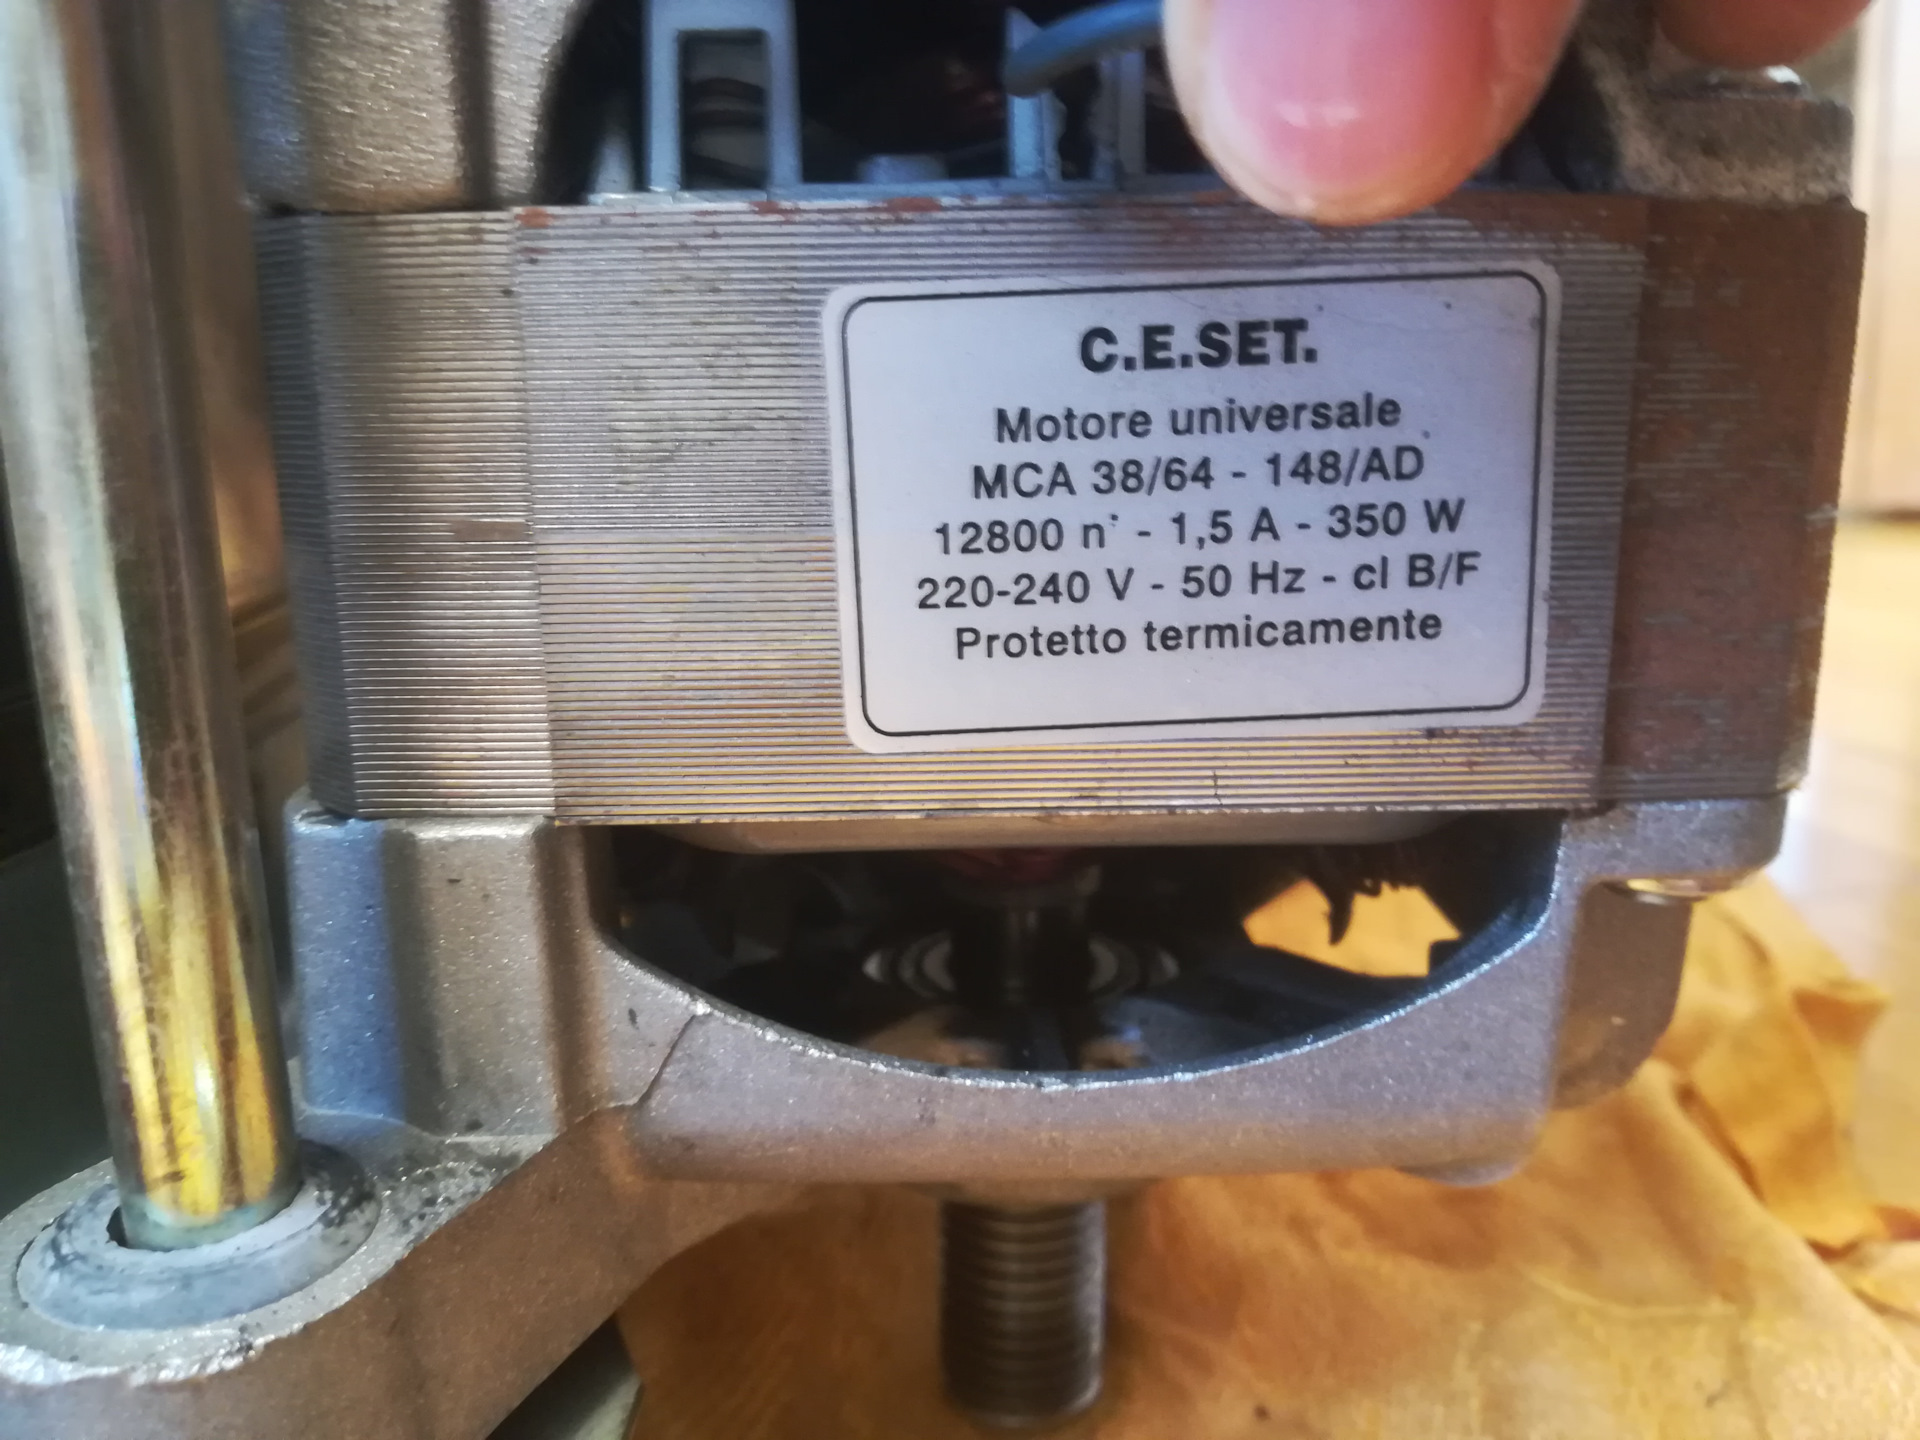 C.E.SET.
Motore universale
MCA 38/64 - 148/AD
12800 n˙ - 1,5 A - 350 W
220-240 V - 50 Hz - cl B/F
Protetto termicamente